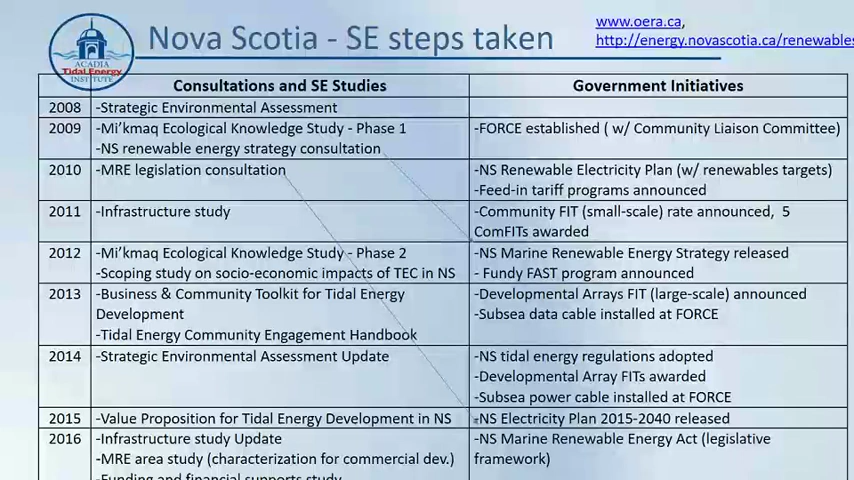 www.oera.ca,
Nova Scotia - SE steps taken
http://energy.novascotia.ca/renewables
ACADIA
Tidal Energy
INSTITUTE
Consultations and SE Studies
Government Initiatives
2008
-Strategic Environmental Assessment
2009
-Mi'kmaq Ecological Knowledge Study - Phase 1
-NS renewable energy strategy consultation
-FORCE established ( w/ Community Liaison Committee)
2010
-MRE legislation consultation
-NS Renewable Electricity Plan (w/ renewables targets)
-Feed-in tariff programs announced
2011
-Infrastructure study
-Community FIT (small-scale) rate announced, 5
ComFITs awarded
2012
-Mi'kmaq Ecological Knowledge Study - Phase 2
-Scoping study on socio-economic impacts of TEC in NS
-NS Marine Renewable Energy Strategy released
- Fundy FAST program announced
2013
-Business & Community Toolkit for Tidal Energy
Development
-Tidal Energy Community Engagement Handbook
-Developmental Arrays FIT (large-scale) announced
-Subsea data cable installed at FORCE
2014
-Strategic Environmental Assessment Update
-NS tidal energy regulations adopted
-Developmental Array FITs awarded
-Subsea power cable installed at FORCE
2015
-Value Proposition for Tidal Energy Development in NS
-NS Electricity Plan 2015-2040 released
2016
-Infrastructure study Update
-MRE area study (characterization for commercial dev.)
-Funding and financial supports study
-NS Marine Renewable Energy Act (legislative
framework)